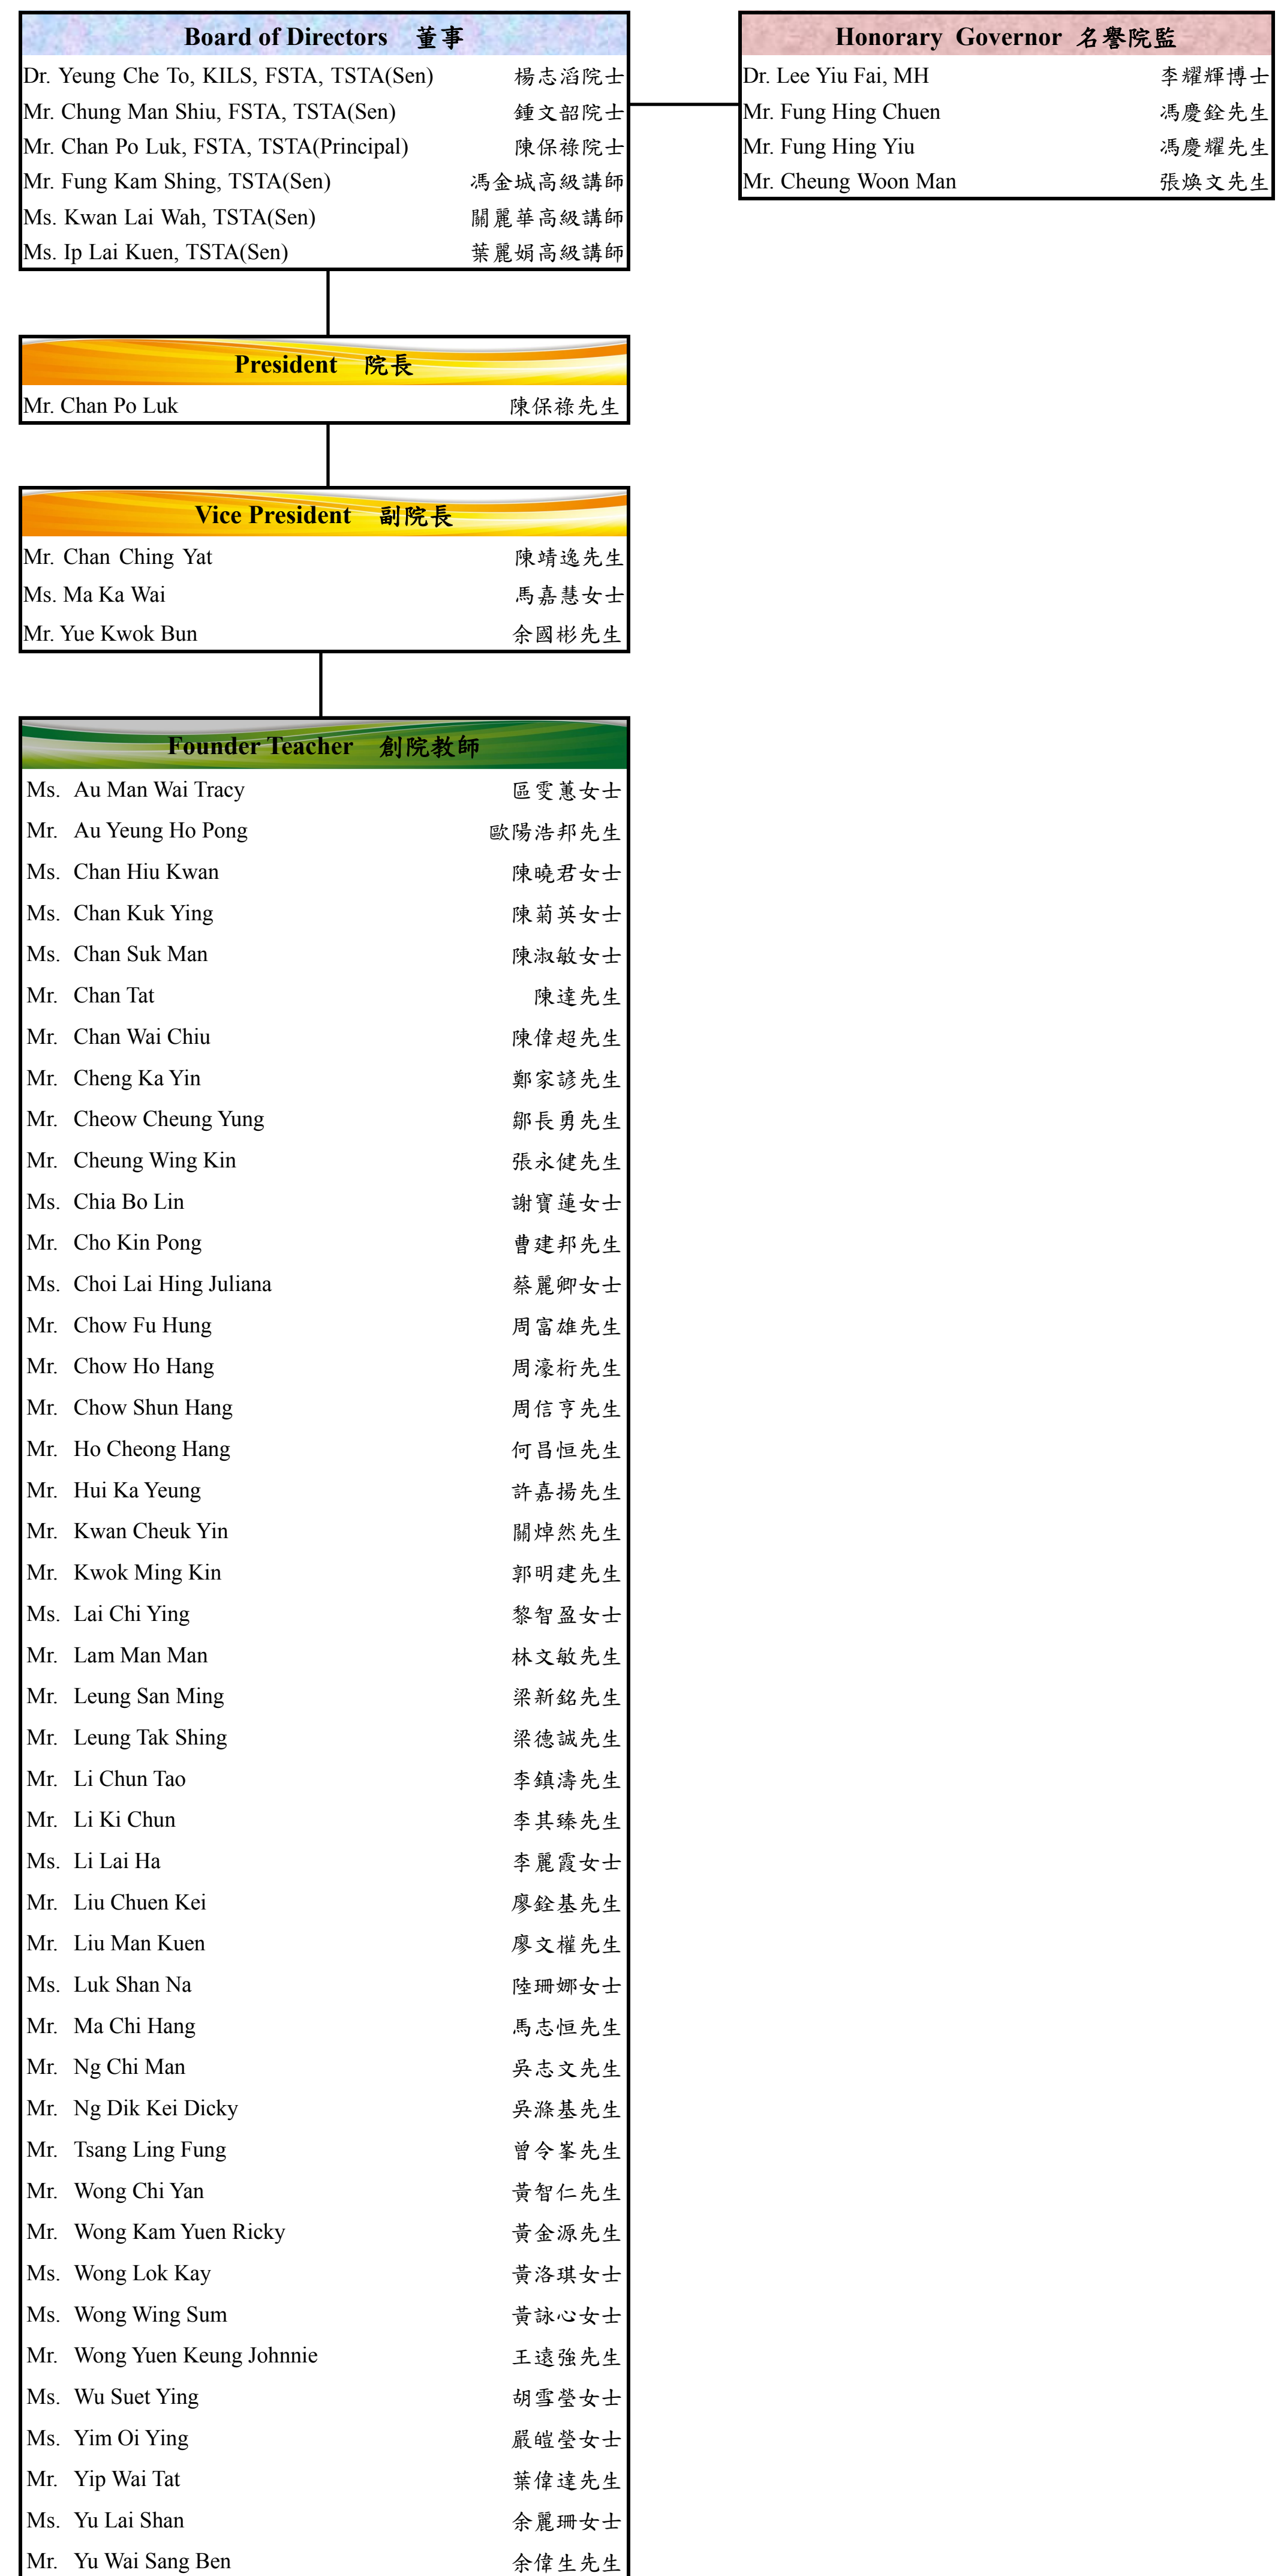 Board of Directors 董事
Dr. Yeung Che To, KILS, FSTA, TSTA(Sen) 楊志滔院士
Mr. Chung Man Shiu, FSTA, TSTA(Sen) 鍾文韶院士
Mr. Chan Po Luk, FSTA, TSTA(Principal) 陳保祿院士
Mr. Fung Kam Shing, TSTA(Sen) 馮金城高級講師
Ms. Kwan Lai Wah, TSTA(Sen) 關麗華高級講師
Ms. Ip Lai Kuen, TSTA(Sen) 葉麗娟高級講師
Honorary Governor 名譽院監
Dr. Lee Yiu Fai, MH 李耀輝博士
Mr. Fung Hing Chuen 馮慶銓先生
Mr. Fung Hing Yiu 馮慶耀先生
Mr. Cheung Woon Man 張煥文先生
President 院長
Mr. Chan Po Luk 陳保祿先生
Vice President 副院長
Mr. Chan Ching Yat 陳靖逸先生
Ms. Ma Ka Wai 馬嘉慧女士
Mr. Yue Kwok Bun 余國彬先生
Founder Teacher 創院教師
Ms. Au Man Wai Tracy 區雯蕙女士
Mr. Au Yeung Ho Pong 歐陽浩邦先生
Ms. Chan Hiu Kwan 陳曉君女士
Ms. Chan Kuk Ying 陳菊英女士
Ms. Chan Suk Man 陳淑敏女士
Mr. Chan Tat 陳達先生
Mr. Chan Wai Chiu 陳偉超先生
Mr. Cheng Ka Yin 鄭家諺先生
Mr. Cheow Cheung Yung 鄒長勇先生
Mr. Cheung Wing Kin 張永健先生
Ms. Chia Bo Lin 謝寶蓮女士
Mr. Cho Kin Pong 曹建邦先生
Ms. Choi Lai Hing Juliana 蔡麗卿女士
Mr. Chow Fu Hung 周富雄先生
Mr. Chow Ho Hang 周濠桁先生
Mr. Chow Shun Hang 周信亨先生
Mr. Ho Cheong Hang 何昌恒先生
Mr. Hui Ka Yeung 許嘉揚先生
Mr. Kwan Cheuk Yin 關焯然先生
Mr. Kwok Ming Kin 郭明建先生
Ms. Lai Chi Ying 黎智盈女士
Mr. Lam Man Man 林文敏先生
Mr. Leung San Ming 梁新銘先生
Mr. Leung Tak Shing 梁德誠先生
Mr. Li Chun Tao 李鎮濤先生
Mr. Li Ki Chun 李其臻先生
Ms. Li Lai Ha 李麗霞女士
Mr. Liu Chuen Kei 廖銓基先生
Mr. Liu Man Kuen 廖文權先生
Ms. Luk Shan Na 陸珊娜女士
Mr. Ma Chi Hang 馬志恒先生
Mr. Ng Chi Man 吳志文先生
Mr. Ng Dik Kei Dicky 吳滌基先生
Mr. Tsang Ling Fung 曾令峯先生
Mr. Wong Chi Yan 黃智仁先生
Mr. Wong Kam Yuen Ricky 黃金源先生
Ms. Wong Lok Kay 黃洛琪女士
Ms. Wong Wing Sum 黃詠心女士
Mr. Wong Yuen Keung Johnnie 王遠強先生
Ms. Wu Suet Ying 胡雪瑩女士
Ms. Yim Oi Ying 嚴皚瑩女士
Mr. Yip Wai Tat 葉偉達先生
Ms. Yu Lai Shan 余麗珊女士
Mr. Yu Wai Sang Ben 余偉生先生